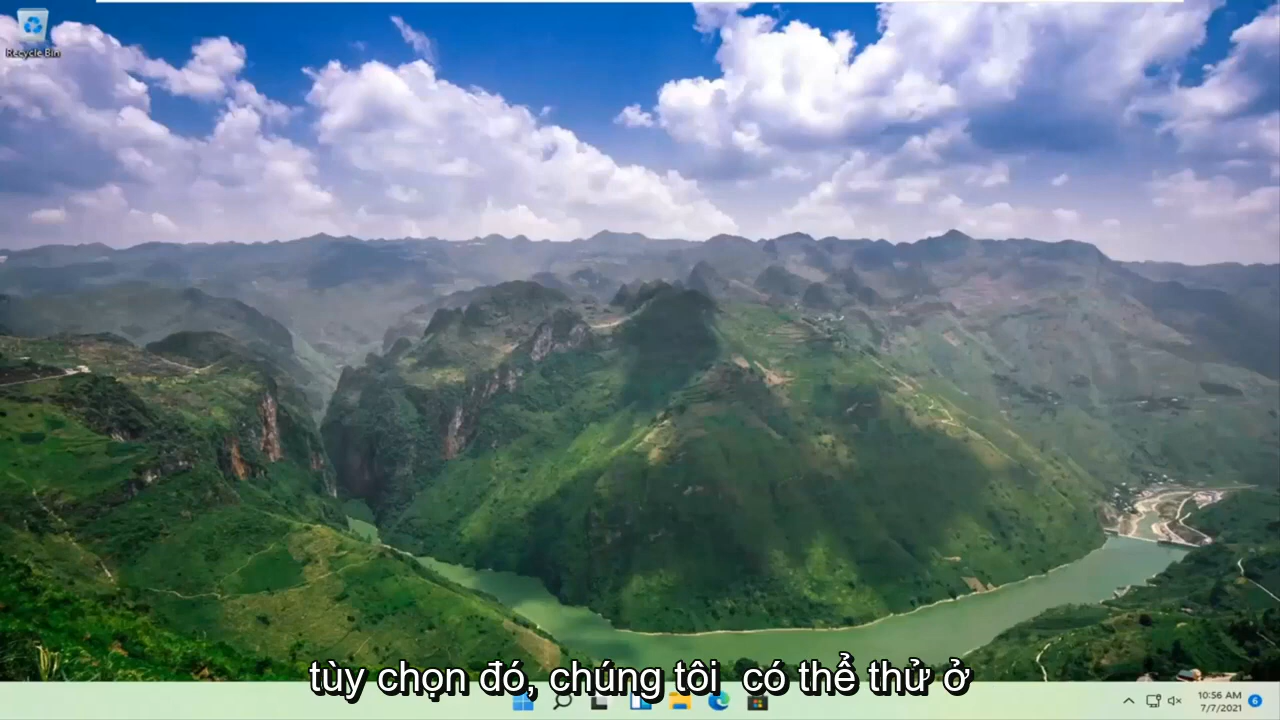 Recycle Bin
tùy chọn đó, chúng tôi  có thể thử ở
10:56 AM
7/7/2021
6